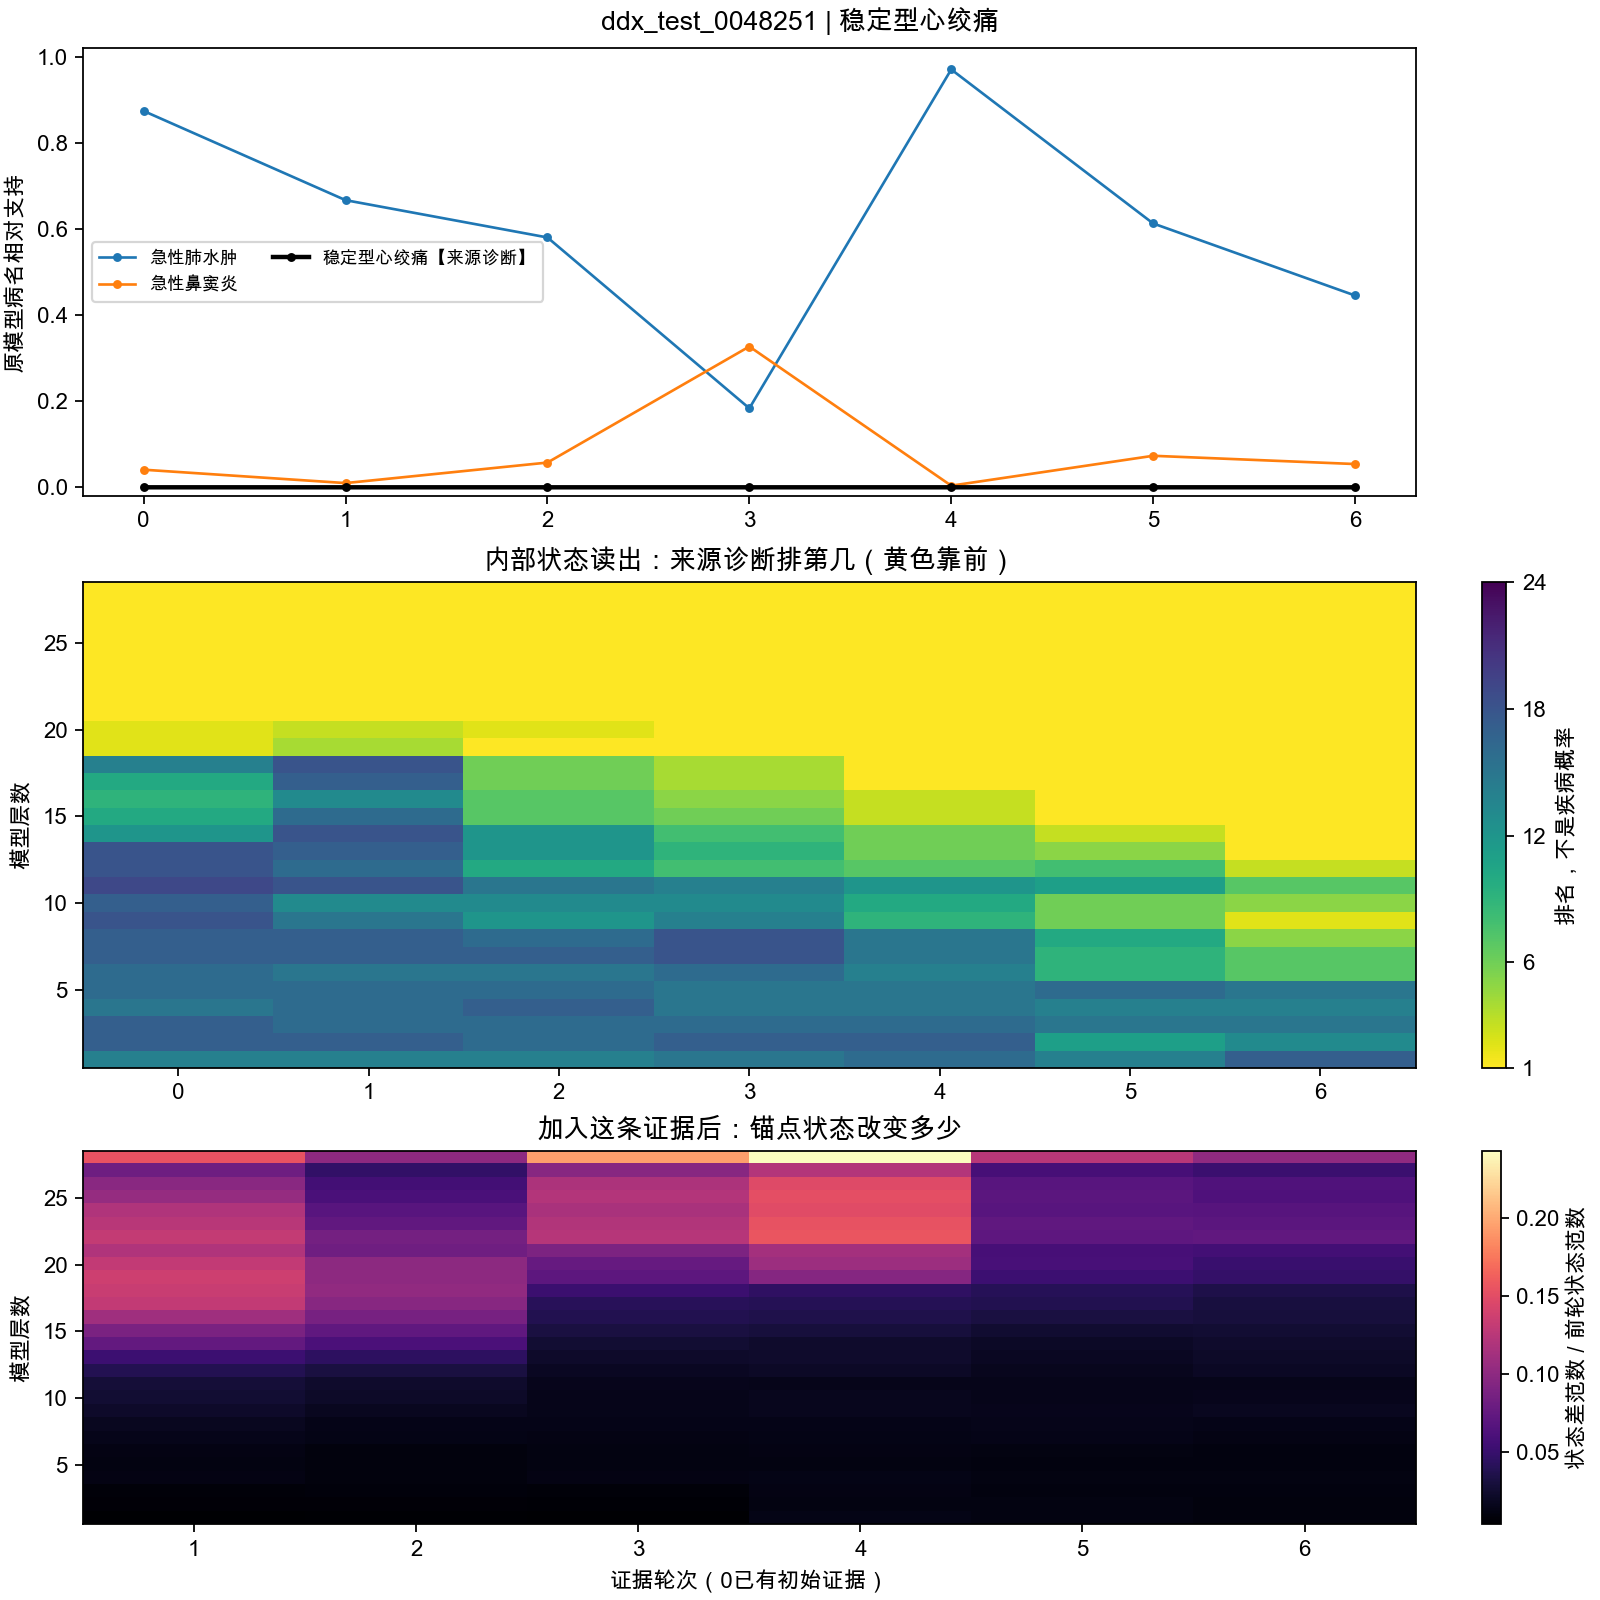 ddx_test_0048251 | 稳定型心绞痛
原模型病名相对支持
1.0
0.8
0.6
0.4
0.2
0.0
急性肺水肿
稳定型心绞痛【来源诊断】
急性鼻窦炎
0 1 2 3 4 5 6
内部状态读出：来源诊断排第几（黄色靠前）
模型层数
25
20
15
10
5
0 1 2 3 4 5 6
24
18
12
6
1
排名，不是疾病概率
加入这条证据后：锚点状态改变多少
模型层数
25
20
15
10
5
1 2 3 4 5 6
证据轮次（0已有初始证据）
0.20
0.15
0.10
0.05
状态差范数 / 前轮状态范数